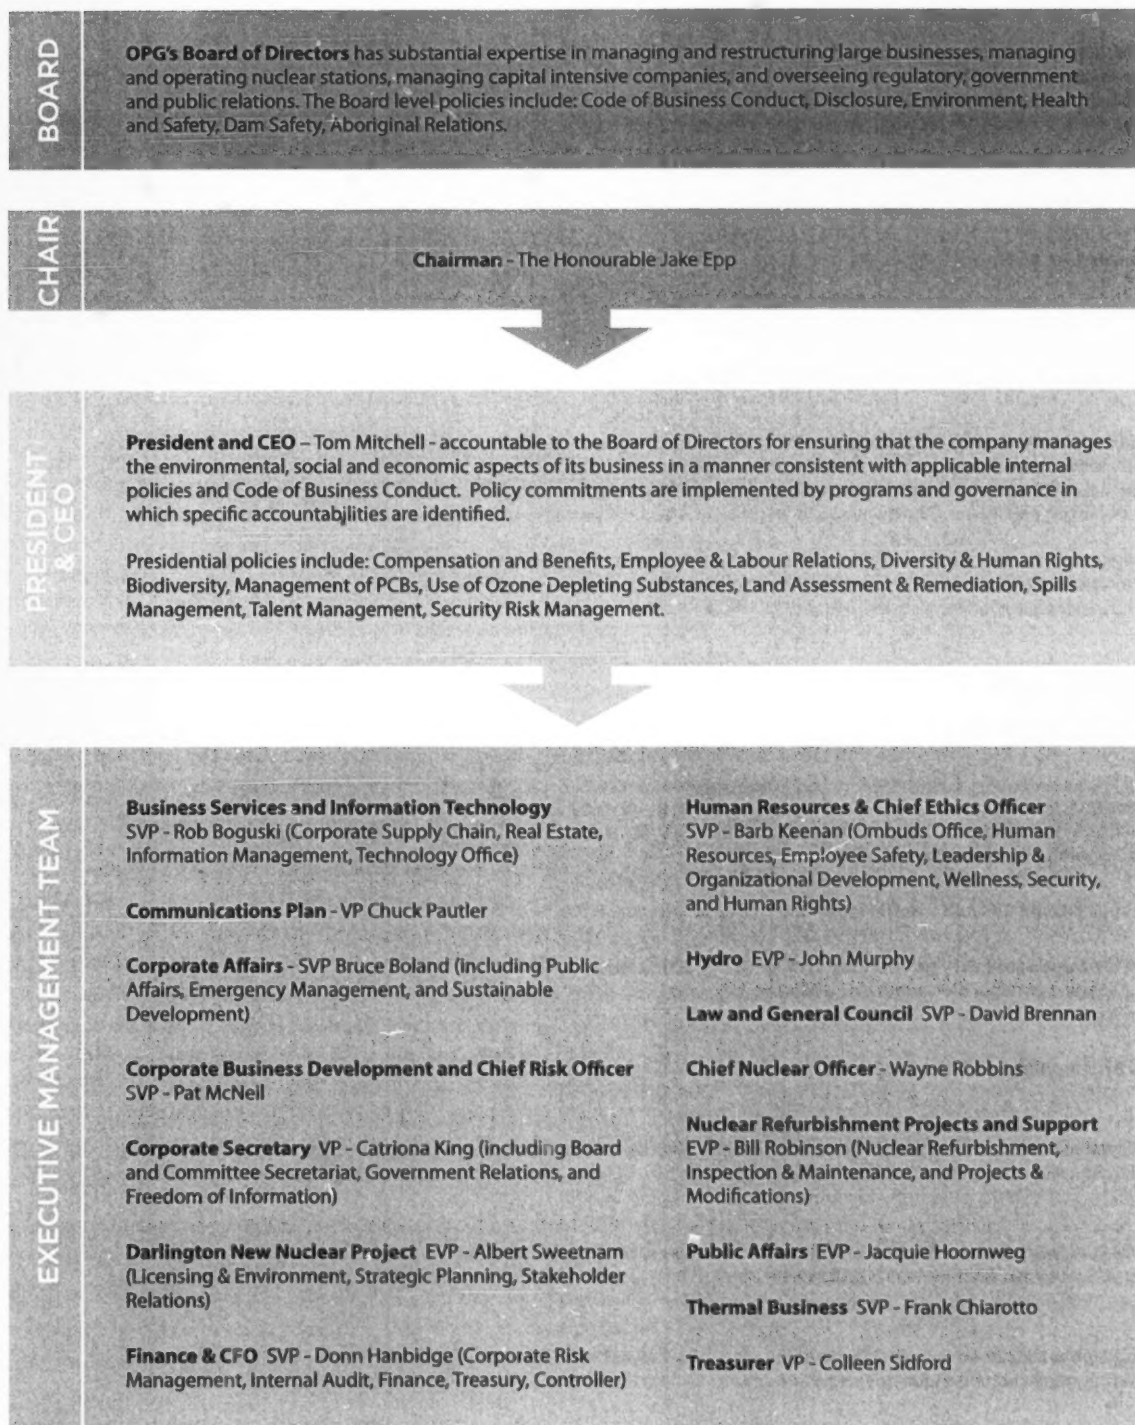 BOARD
OPG's Board of Directors has substantial expertise in managing and restructuring large businesses, managing
and operating nuclear stations, managing capital intensive companies, and overseeing regulatory, government
and public relations. The Board level policies include: Code of Business Conduct, Disclosure, Environment, Health
and Safety, Dam Safety, Aboriginal Relations.
CHAIR
Chairman - The Honourable Jake Epp
PRESIDENT
& CEO
President and CEO – Tom Mitchell - accountable to the Board of Directors for ensuring that the company manages
the environmental, social and economic aspects of its business in a manner consistent with applicable internal
policies and Code of Business Conduct. Policy commitments are implemented by programs and governance in
which specific accountabilities are identified.
Presidential policies include: Compensation and Benefits, Employee & Labour Relations, Diversity & Human Rights,
Biodiversity, Management of PCBs, Use of Ozone Depleting Substances, Land Assessment & Remediation, Spills
Management, Talent Management, Security Risk Management.
EXECUTIVE MANAGEMENT TEAM
Business Services and Information Technology
SVP - Rob Boguski (Corporate Supply Chain, Real Estate,
Information Management, Technology Office)
Communications Plan - VP Chuck Pautler
Corporate Affairs - SVP Bruce Boland (including Public
Affairs, Emergency Management, and Sustainable
Development)
Corporate Business Development and Chief Risk Officer
SVP - Pat McNeil
Corporate Secretary VP - Catriona King (including Board
and Committee Secretariat, Government Relations, and
Freedom of Information)
Darlington New Nuclear Project EVP - Albert Sweetnam
(Licensing & Environment, Strategic Planning, Stakeholder
Relations)
Finance & CFO SVP - Donn Hanbidge (Corporate Risk
Management, Internal Audit, Finance, Treasury, Controller)
Human Resources & Chief Ethics Officer
SVP - Barb Keenan (Ombuds Office, Human
Resources, Employee Safety, Leadership &
Organizational Development, Wellness, Security,
and Human Rights)
Hydro EVP - John Murphy
Law and General Council SVP - David Brennan
Chief Nuclear Officer - Wayne Robbins
Nuclear Refurbishment Projects and Support
EVP - Bill Robinson (Nuclear Refurbishment,
Inspection & Maintenance, and Projects &
Modifications)
Public Affairs EVP - Jacquie Hoornweg
Thermal Business SVP - Frank Chiarotto
Treasurer VP - Colleen Sidford